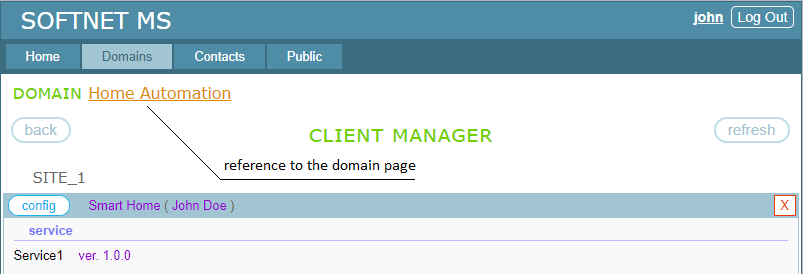 SOFTNET MS
john Log Out
Home Domains Contacts Public
DOMAIN Home Automation
back CLIENT MANAGER refresh
reference to the domain page
SITE_1
config Smart Home ( John Doe ) X
service
Service1 ver. 1.0.0